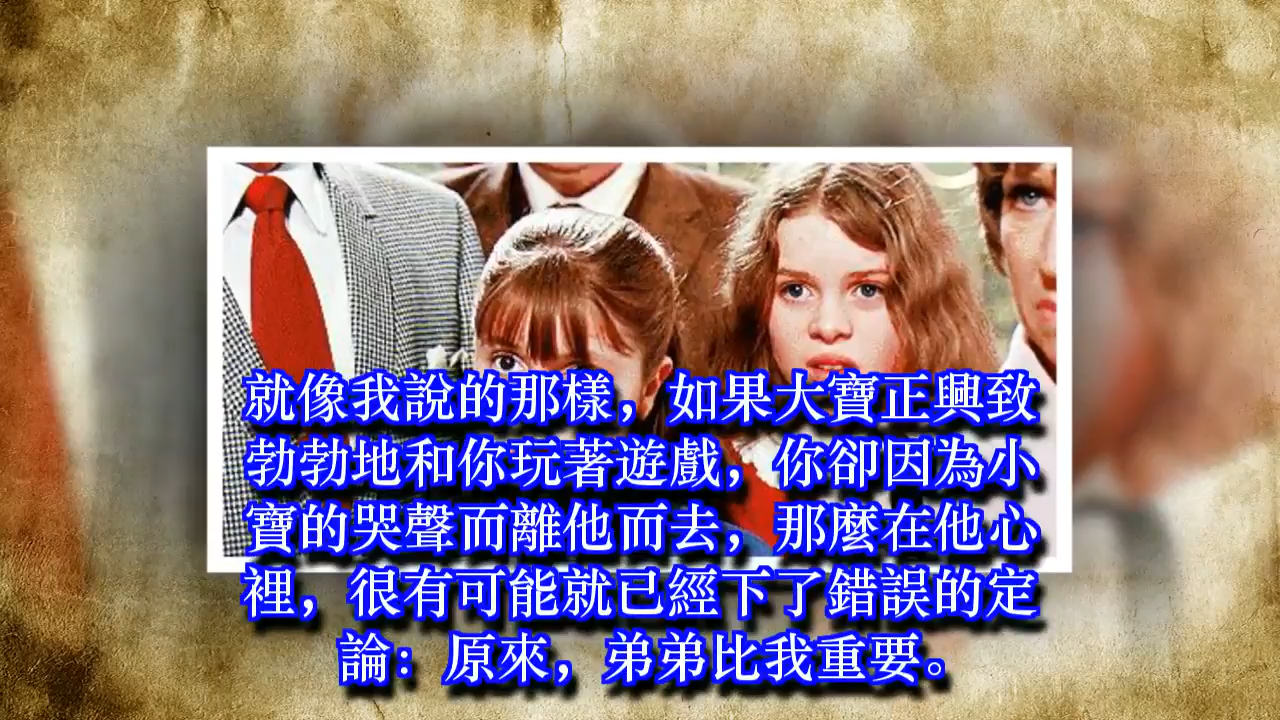 就像我說的那樣，如果大寶正興致
勃勃地和你玩著遊戲，你卻因為小
寶的哭聲而離他而去，那麼在他心
裡，很有可能就已經下了錯誤的定
論：原來，弟弟比我重要。